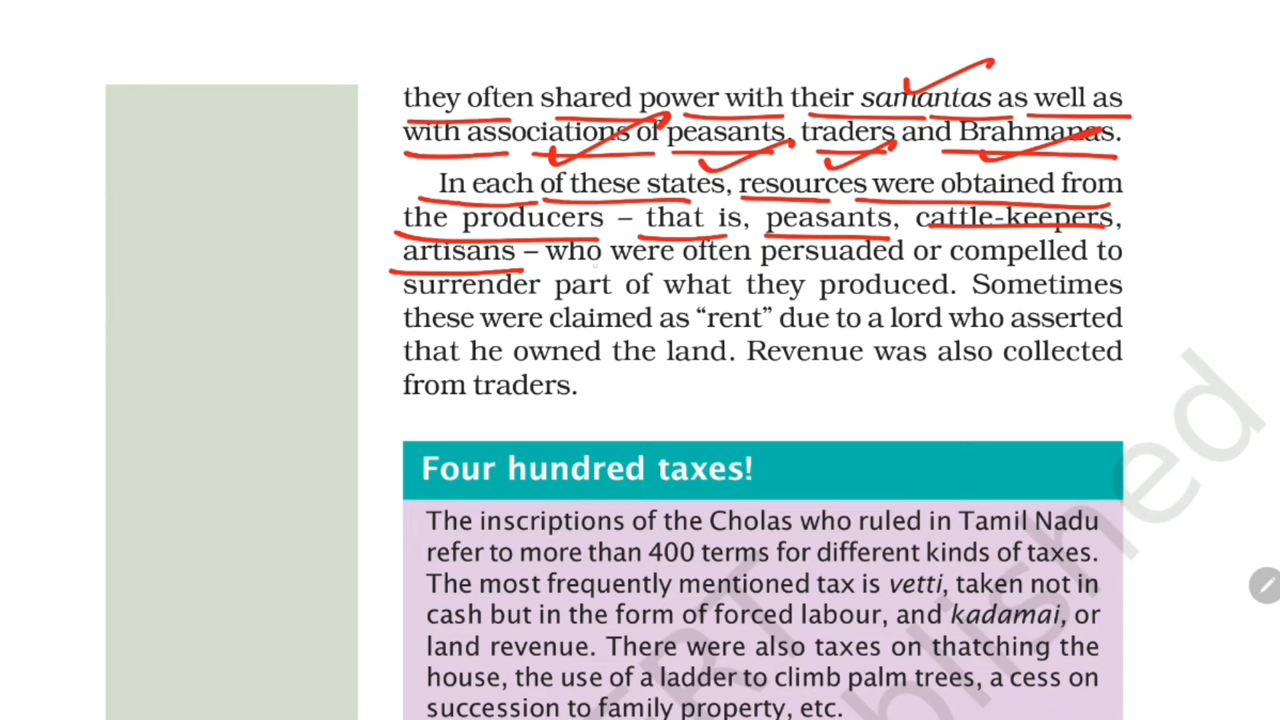 they often shared power with their samantas as well as
with associations of peasants, traders and Brahmanas.
In each of these states, resources were obtained from
the producers – that is, peasants, cattle-keepers,
artisans – who were often persuaded or compelled to
surrender part of what they produced. Sometimes
these were claimed as “rent” due to a lord who asserted
that he owned the land. Revenue was also collected
from traders.
Four hundred taxes!
The inscriptions of the Cholas who ruled in Tamil Nadu
refer to more than 400 terms for different kinds of taxes.
The most frequently mentioned tax is vetti, taken not in
cash but in the form of forced labour, and kadamai, or
land revenue. There were also taxes on thatching the
house, the use of a ladder to climb palm trees, a cess on
succession to family property, etc.